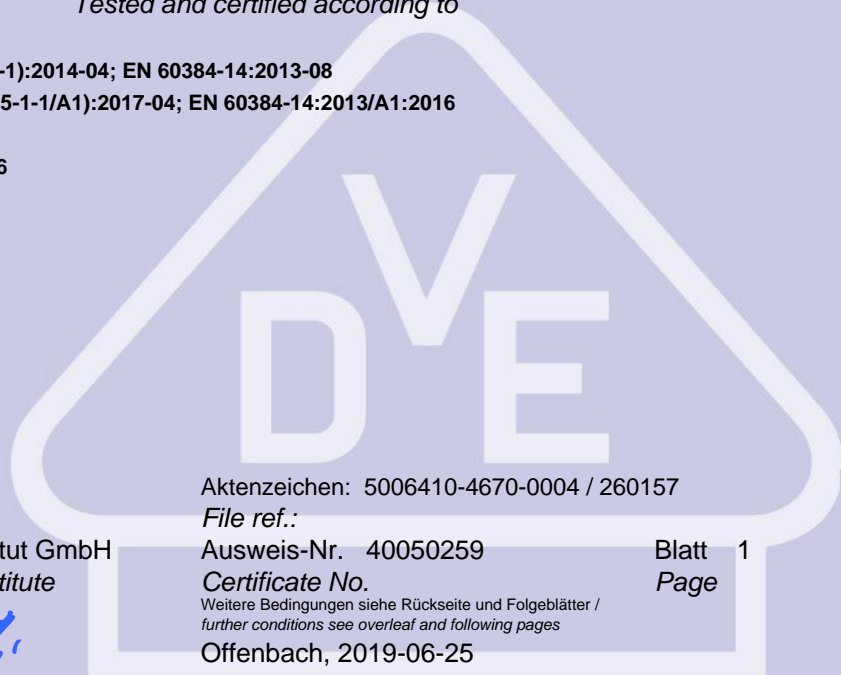 Tested and certified according to
-1):2014-04; EN 60384-14:2013-08
5-1-1/A1):2017-04; EN 60384-14:2013/A1:2016
6
VDE
Aktenzeichen: 5006410-4670-0004 / 260157
File ref.:
tut GmbH Ausweis-Nr. 40050259 Blatt 1
titute Certificate No. Page
Weitere Bedingungen siehe Rückseite und Folgeblätter /
further conditions see overleaf and following pages
Offenbach, 2019-06-25